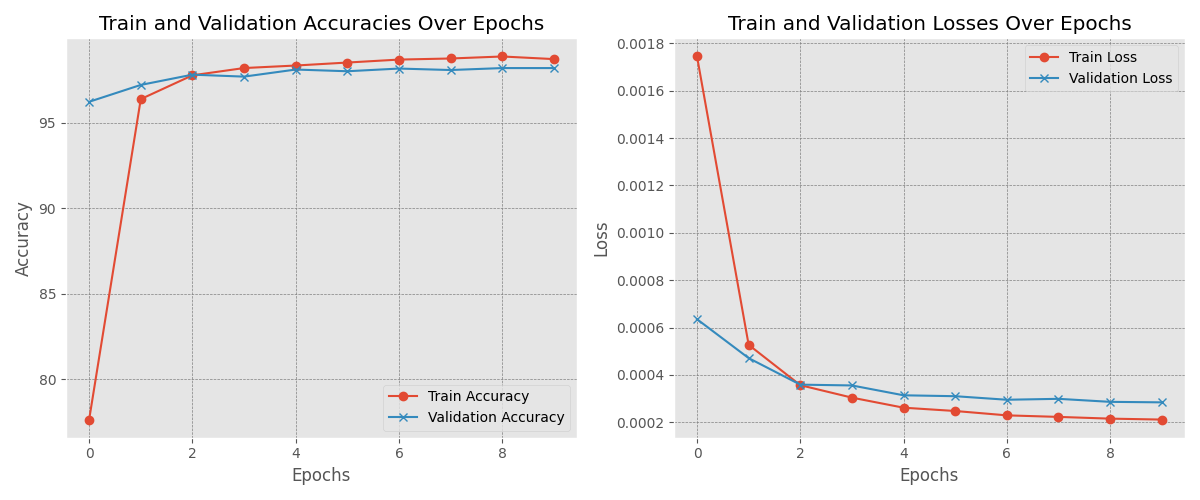 Train and Validation Accuracies Over Epochs
Accuracy
95
90
85
80
0 2 4 6 8
Epochs
Train Accuracy
Validation Accuracy
Train and Validation Losses Over Epochs
Loss
0.0018
0.0016
0.0014
0.0012
0.0010
0.0008
0.0006
0.0004
0.0002
0 2 4 6 8
Epochs
Train Loss
Validation Loss